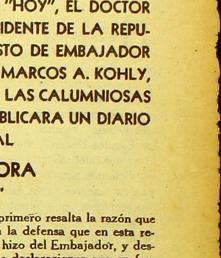 "HOY", EL DOCTOR
IDENTE DE LA REPU-
STO DE EMBAJADOR
MARCOS A. KOHLY,
LAS CALUMNIOSAS
BLICARA UN DIARIO
AL
ORA
primero resalta la razón que
la defensa que en esta re-
hizo del Embajador, y des-